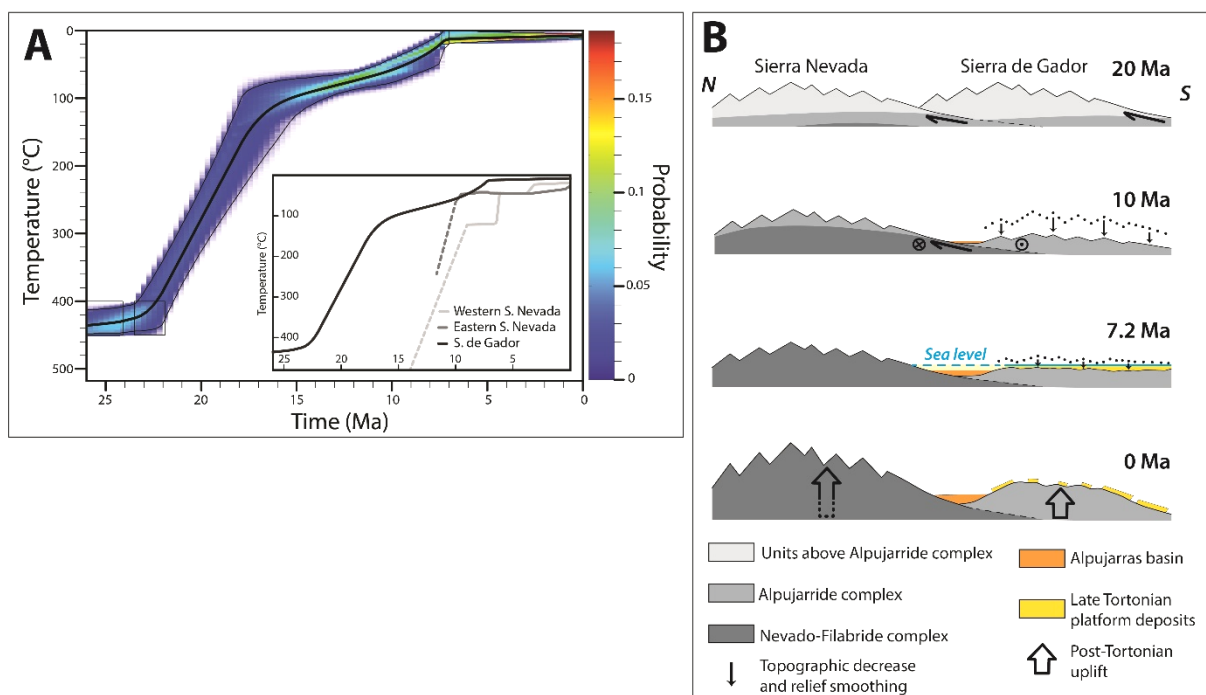 A
0
100
200
300
400
500
Temperature (°C)
25
20
15
10
5
0
Time (Ma)
0.15
0.1
0.05
0
Probability
100
200
300
400
Temperature (°C)
25
20
15
10
5
Western S. Nevada
Eastern S. Nevada
S. de Gador
B
Sierra Nevada
Sierra de Gador
20 Ma
N
S
10 Ma
7.2 Ma
Sea level
0 Ma
Units above Alpujarride complex
Alpujarride complex
Nevado-Filabride complex
Topographic decrease
and relief smoothing
Alpujarras basin
Late Tortonian
platform deposits
Post-Tortonian
uplift